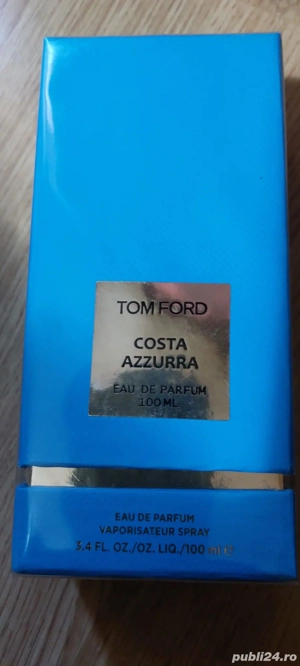 TOM FORD
COSTA
AZZURRA
EAU DE PARFUM
100 ML
EAU DE PARFUM
VAPORISATEUR SPRAY
3.4 FL. OZ./OZ. LIQ./100 ml ℮
publi24.ro